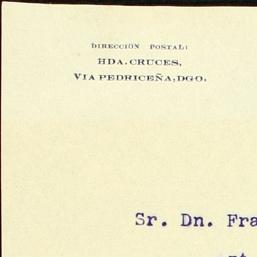 DIRECCIÓN POSTAL:
HDA. CRUCES,
VIA PEDRICEÑA, DGO.
Sr. Dn. Fra